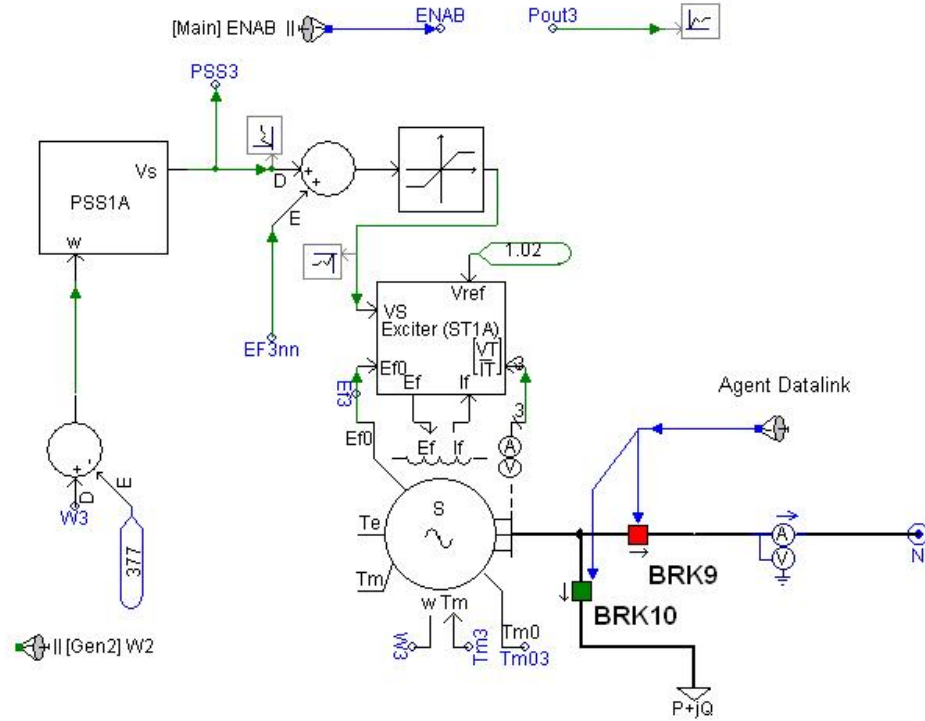 [Main] ENAB ||
ENAB
Pout3
PSS3
Vs
PSS1A
w
D
+
+
E
EF3nn
1.02
Vref
VS
Exciter (ST1A)
VT
IT
3
Ef0
Ef
If
Ef3
Ef0
Ef
If
3
A
V
Agent Datalink
+
-
D
E
W3
377
S
Te
Tm
w
Tm
W3
Tm3
Tm0
Tm03
BRK9
BRK10
A
V
N
P+jQ
|| [Gen2] W2